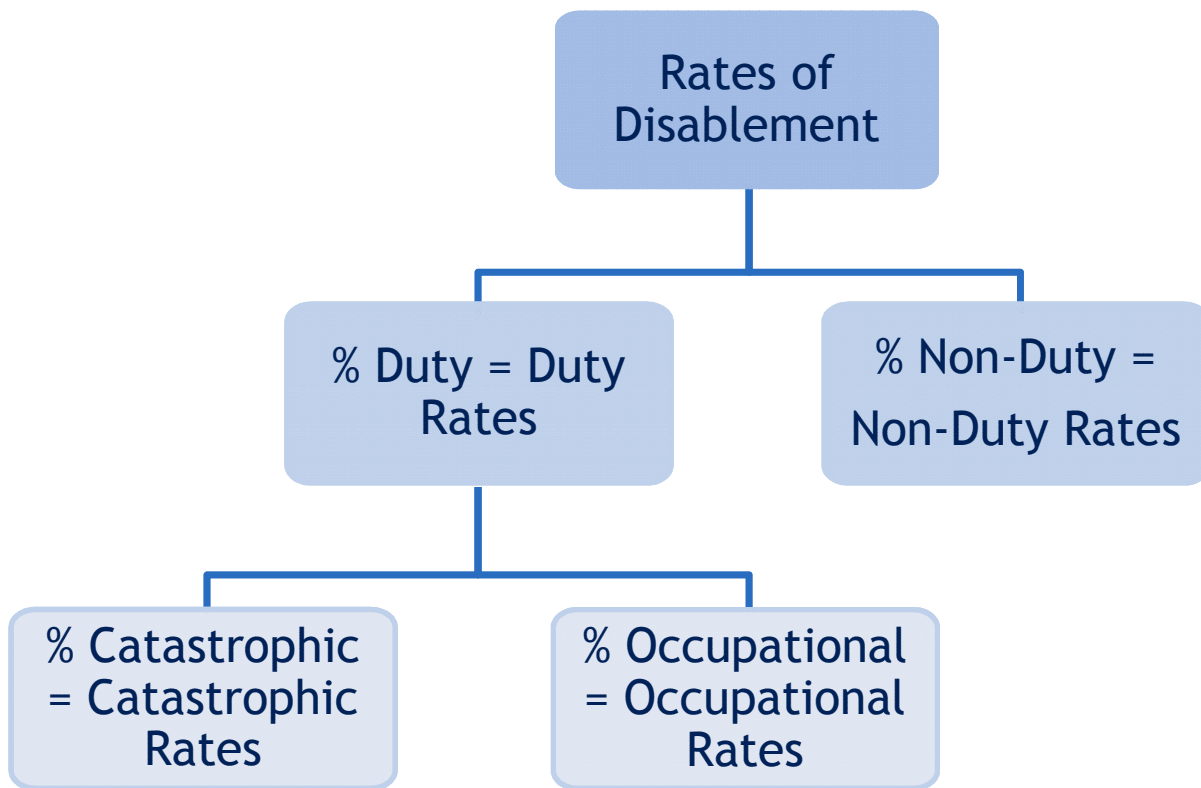 Rates of
Disablement
% Duty = Duty
Rates
% Non-Duty =
Non-Duty Rates
% Catastrophic
= Catastrophic
Rates
% Occupational
= Occupational
Rates